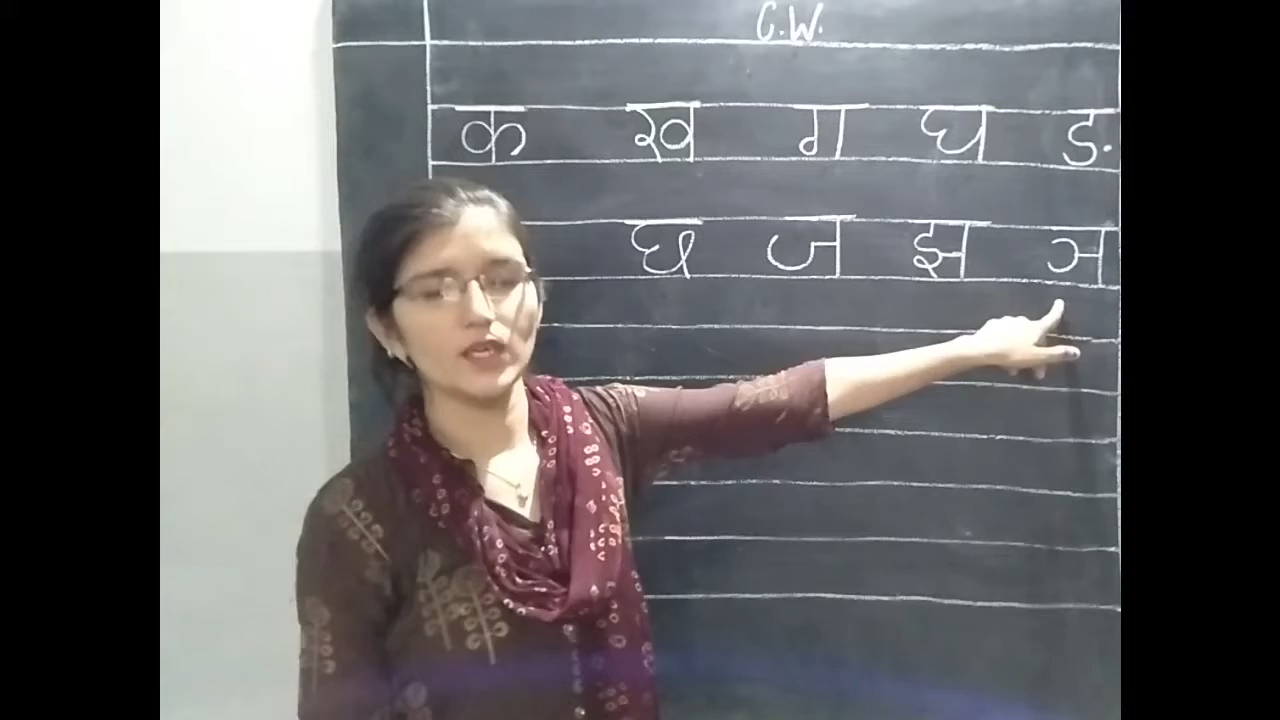 C.W.
क ख ग घ ङ
छ ज झ ञ